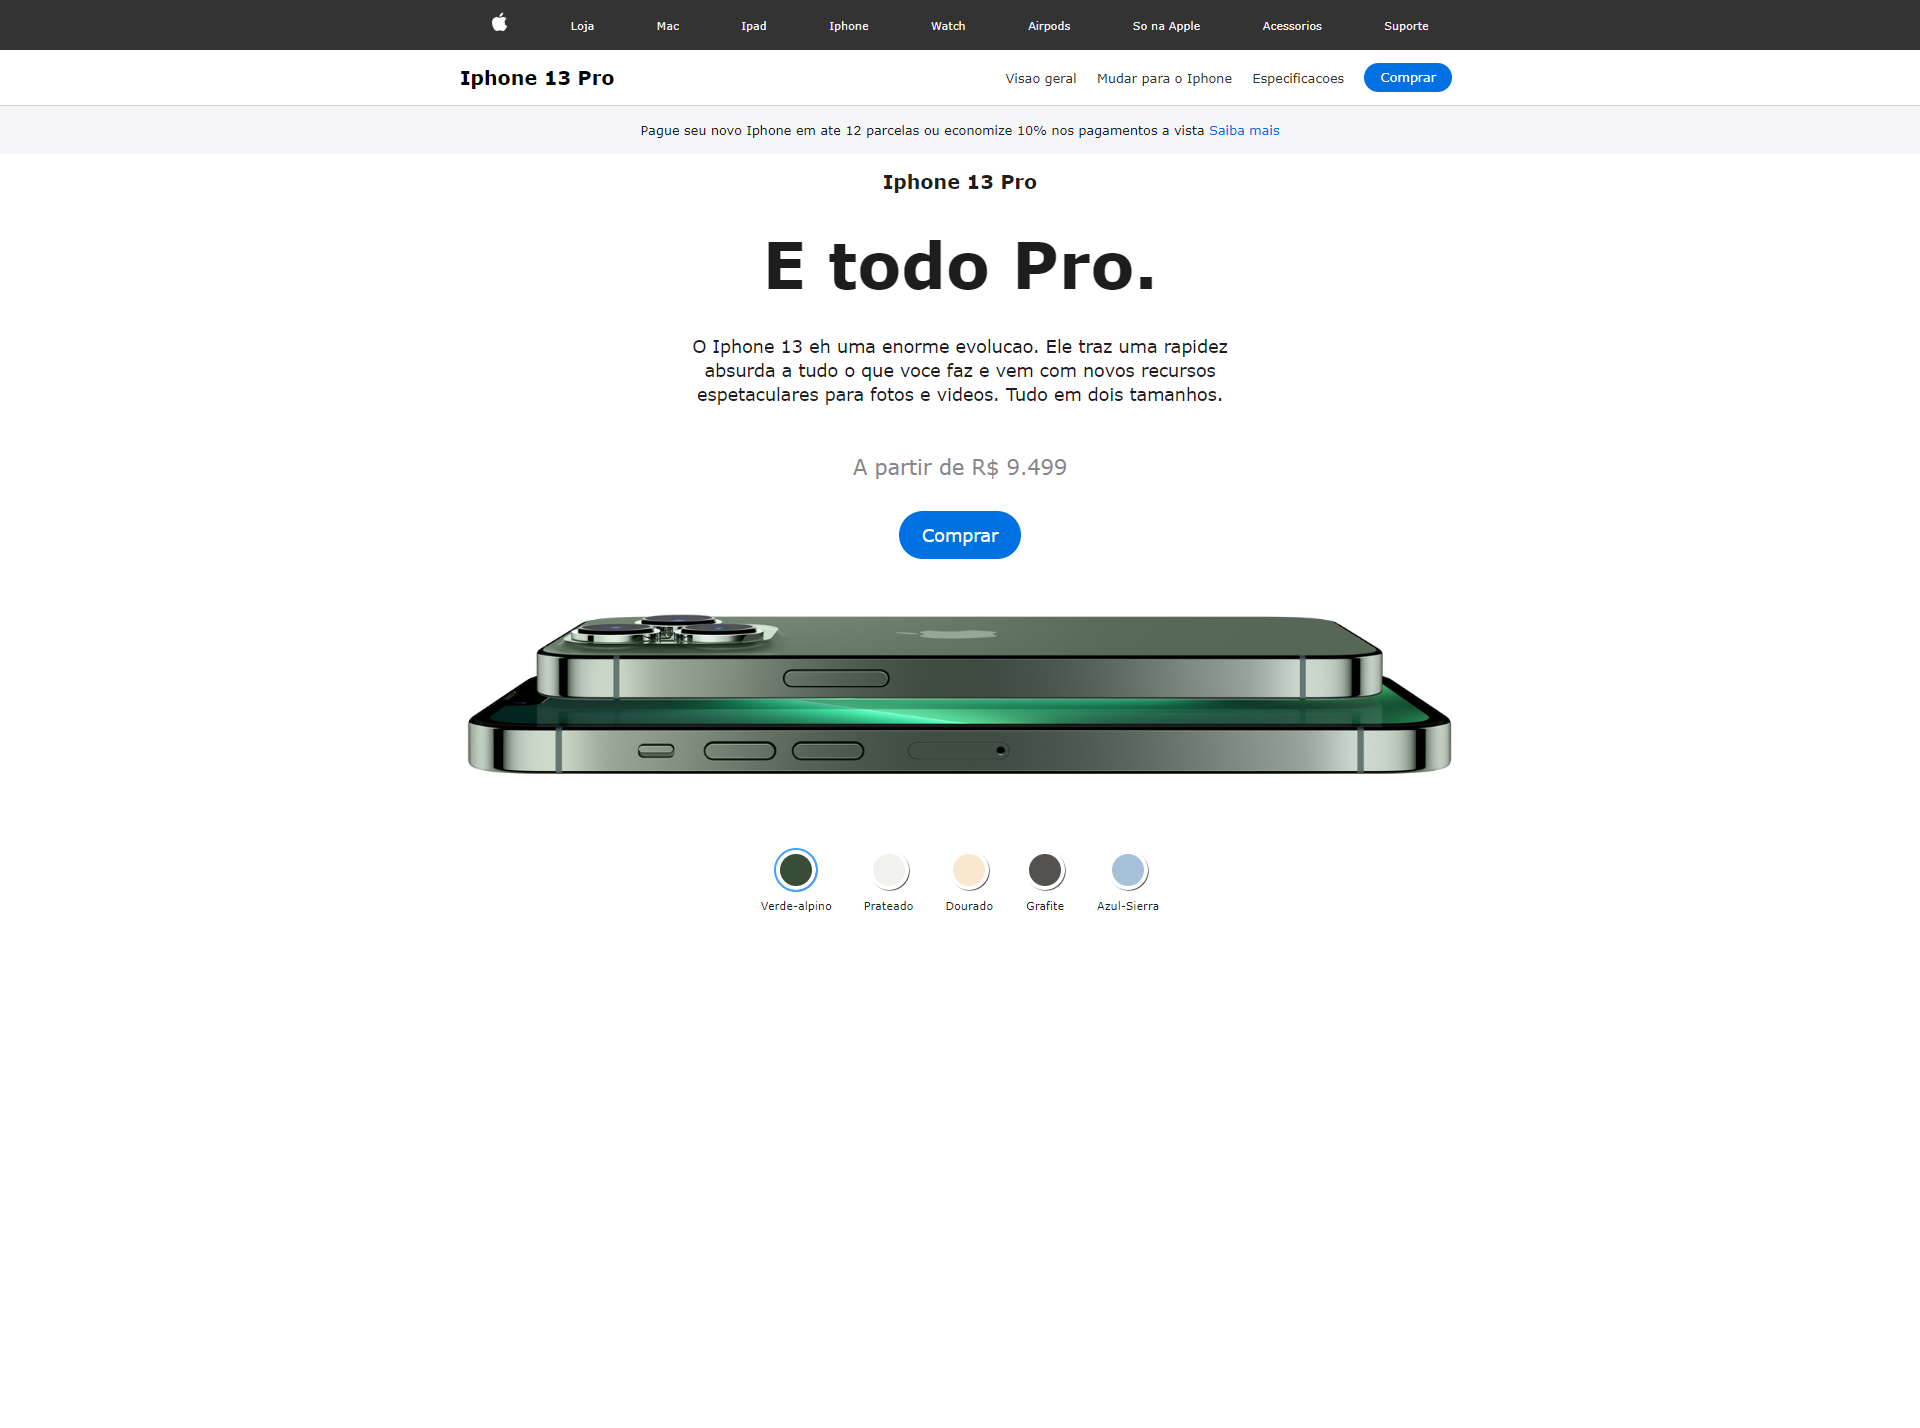 Loja Mac Ipad Iphone Watch Airpods So na Apple Acessorios Suporte
Iphone 13 Pro Visao geral Mudar para o Iphone Especificacoes Comprar
Pague seu novo Iphone em ate 12 parcelas ou economize 10% nos pagamentos a vista Saiba mais
Iphone 13 Pro
E todo Pro.
O Iphone 13 eh uma enorme evolucao. Ele traz uma rapidez
absurda a tudo o que voce faz e vem com novos recursos
espetaculares para fotos e videos. Tudo em dois tamanhos.
A partir de R$ 9.499
Comprar
Verde-alpino Prateado Dourado Grafite Azul-Sierra